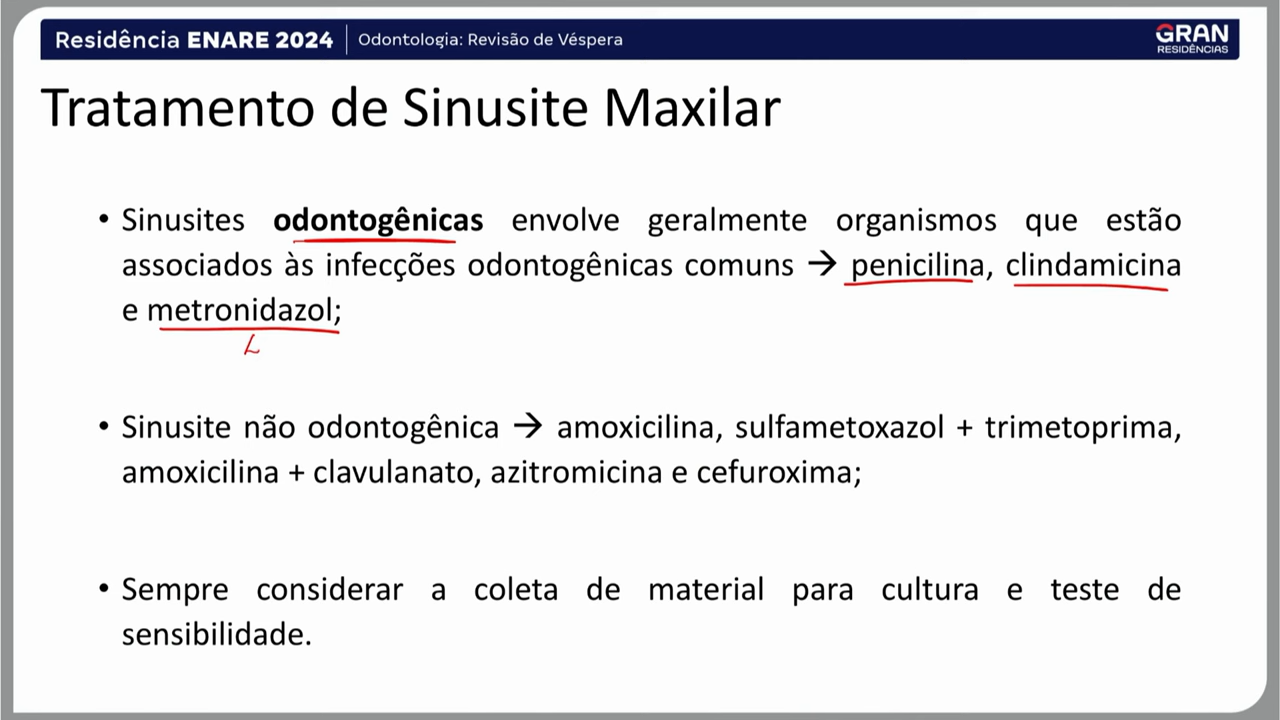 Residência ENARE 2024 | Odontologia: Revisão de Véspera
GRAN
RESIDÊNCIAS
Tratamento de Sinusite Maxilar
• Sinusites odontogênicas envolve geralmente organismos que estão
associados às infecções odontogênicas comuns → penicilina, clindamicina
e metronidazol;
• Sinusite não odontogênica → amoxicilina, sulfametoxazol + trimetoprima,
amoxicilina + clavulanato, azitromicina e cefuroxima;
• Sempre considerar a coleta de material para cultura e teste de
sensibilidade.